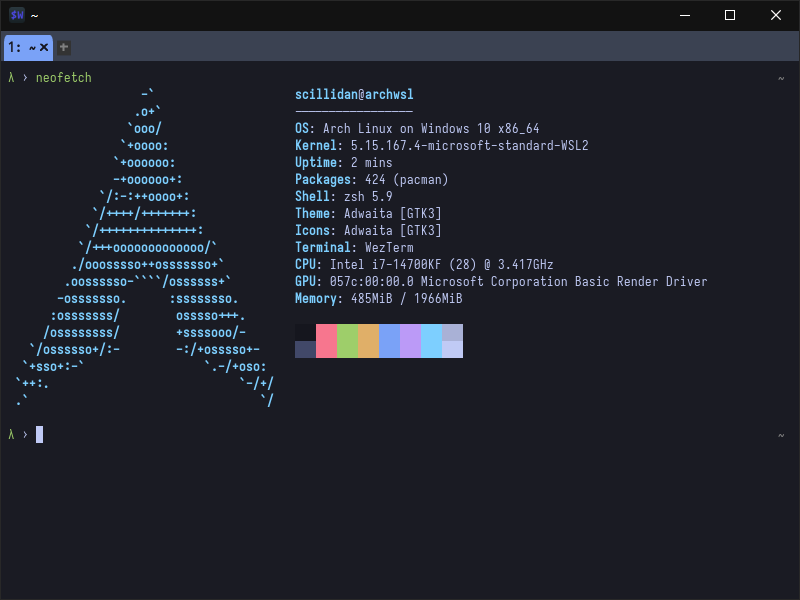 $W ~
1: ~ × +
λ › neofetch ~
-`
.o+` scillidan@archwsl
`ooo/ -----------------
`+oooo: OS: Arch Linux on Windows 10 x86_64
`+oooooo: Kernel: 5.15.167.4-microsoft-standard-WSL2
-+oooooo+: Uptime: 2 mins
`/:-:++oooo+: Packages: 424 (pacman)
`/++++/+++++++: Shell: zsh 5.9
`/++++++++++++++: Theme: Adwaita [GTK3]
`/+++ooooooooooooo/` Icons: Adwaita [GTK3]
./ooosssso++osssssso+` Terminal: WezTerm
.oossssso-````/ossssss+` CPU: Intel i7-14700KF (28) @ 3.417GHz
-osssssso. :ssssssso. GPU: 057c:00:00.0 Microsoft Corporation Basic Render Driver
:osssssss/ osssso+++. Memory: 485MiB / 1966MiB
/ossssssss/ +ssssooo/-
`/ossssso+/:- -:/+osssso+-
`+sso+:-` `.-/+oso:
`++:. `-/+/
.` `/
λ › ~